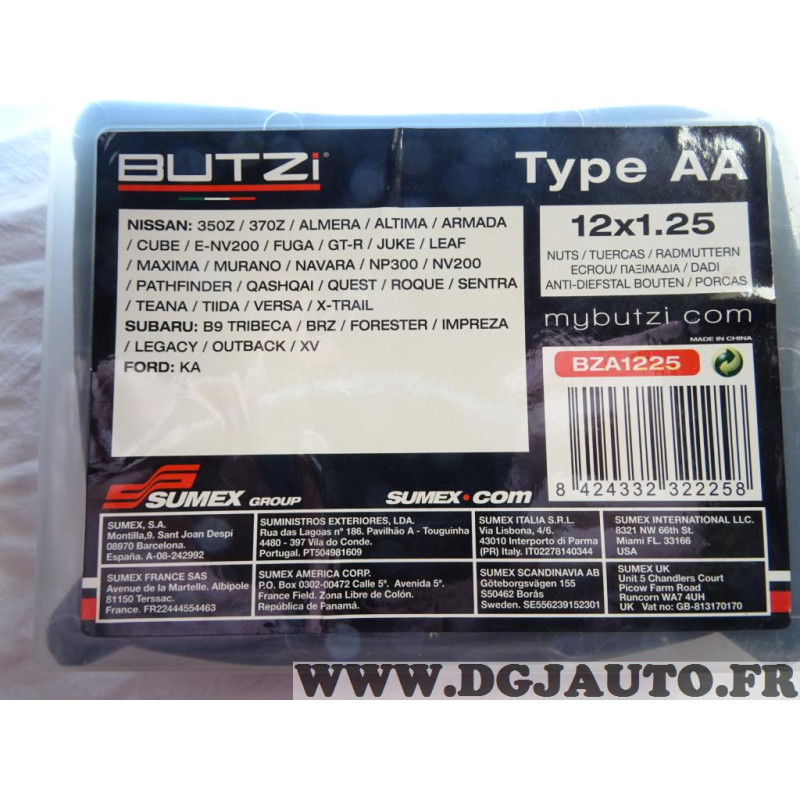 BUTZi
Type AA
NISSAN: 350Z / 370Z / ALMERA / ALTIMA / ARMADA
/ CUBE / E-NV200 / FUGA / GT-R / JUKE / LEAF
/ MAXIMA / MURANO / NAVARA / NP300 / NV200
/ PATHFINDER / QASHQAI / QUEST / ROQUE / SENTRA
/ TEANA / TIIDA / VERSA / X-TRAIL
SUBARU: B9 TRIBECA / BRZ / FORESTER / IMPREZA
/ LEGACY / OUTBACK / XV
FORD: KA
12x1.25
NUTS / TUERCAS / RADMUTTERN
ECROU/ ΠΑΞΙΜΑΔΙΑ / DADI
ANTI-DIEFSTAL BOUTEN / PORCAS
mybutzi.com
MADE IN CHINA
BZA1225
8 424332 322258
SUMEX GROUP
SUMEX.com
SUMEX, S.A.
Montilla,9. Sant Joan Despí
08970 Barcelona.
España. A-08-242992
SUMINISTROS EXTERIORES, LDA.
Rua das Lagoas nº 186. Pavilhão A - Touguinha
4480 - 397 Vila do Conde.
Portugal. PT504981609
SUMEX ITALIA S.R.L.
Via Lisbona, 4/6.
43010 Interporto di Parma
(PR) Italy. IT02278140344
SUMEX INTERNATIONAL LLC.
8321 NW 66th St.
Miami FL. 33166
USA
SUMEX FRANCE SAS
Avenue de la Martelle. Albipole
81150 Terssac.
France. FR22444554463
SUMEX AMERICA CORP.
P.O. Box 0302-00472 Calle 5ª. Avenida 5ª.
France Field. Zona Libre de Colón.
República de Panamá.
SUMEX SCANDINAVIA AB
Göteborgsvägen 155
S50462 Borås
Sweden. SE556239152301
SUMEX UK
Unit 5 Chandlers Court
Picow Farm Road
Runcorn WA7 4UH
UK Vat no: GB-813170170
WWW.DGJAUTO.FR